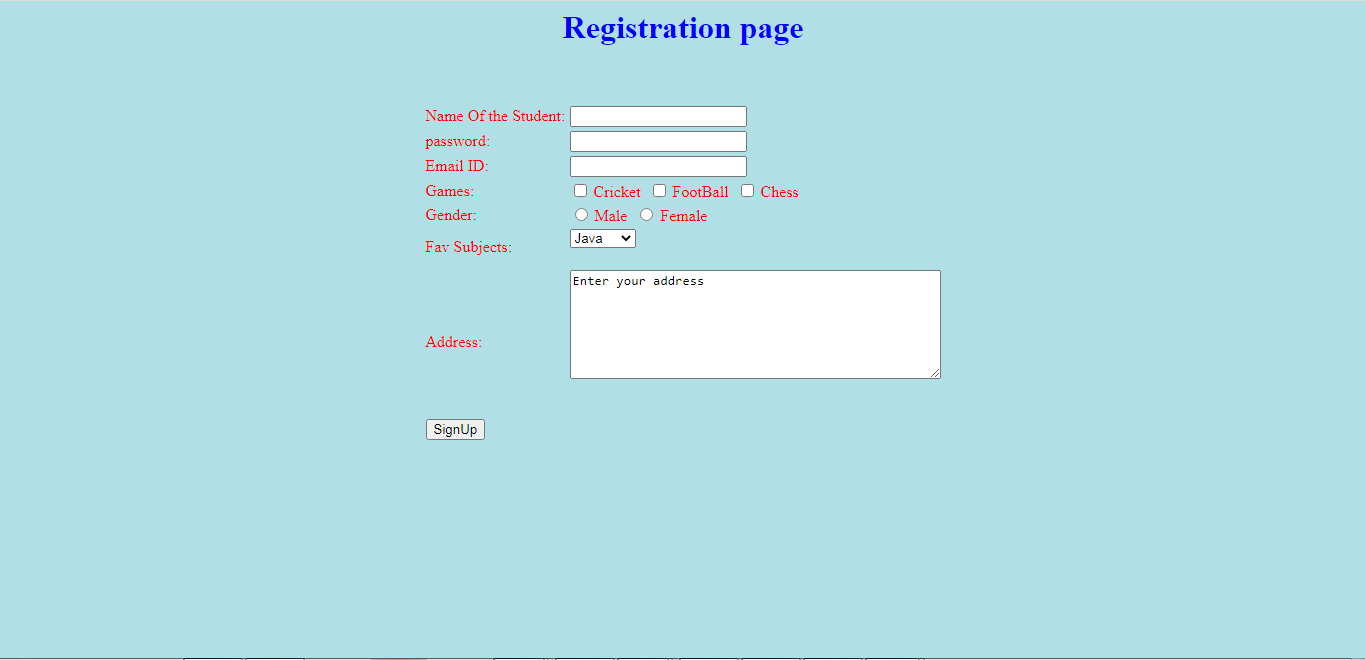 Registration page
Name Of the Student:
password:
Email ID:
Games: Cricket FootBall Chess
Gender: Male Female
Fav Subjects: Java
Enter your address
Address:
SignUp